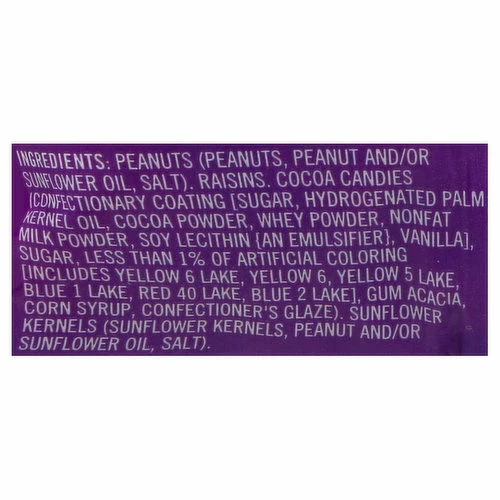 INGREDIENTS: PEANUTS (PEANUTS, PEANUT AND/OR
SUNFLOWER OIL, SALT). RAISINS. COCOA CANDIES
(CONFECTIONARY COATING [SUGAR, HYDROGENATED PALM
KERNEL OIL, COCOA POWDER, WHEY POWDER, NONFAT
MILK POWDER, SOY LECITHIN {AN EMULSIFIER}, VANILLA],
SUGAR, LESS THAN 1% OF ARTIFICIAL COLORING
[INCLUDES YELLOW 6 LAKE, YELLOW 6, YELLOW 5 LAKE,
BLUE 1 LAKE, RED 40 LAKE, BLUE 2 LAKE], GUM ACACIA,
CORN SYRUP, CONFECTIONER'S GLAZE). SUNFLOWER
KERNELS (SUNFLOWER KERNELS, PEANUT AND/OR
SUNFLOWER OIL, SALT).